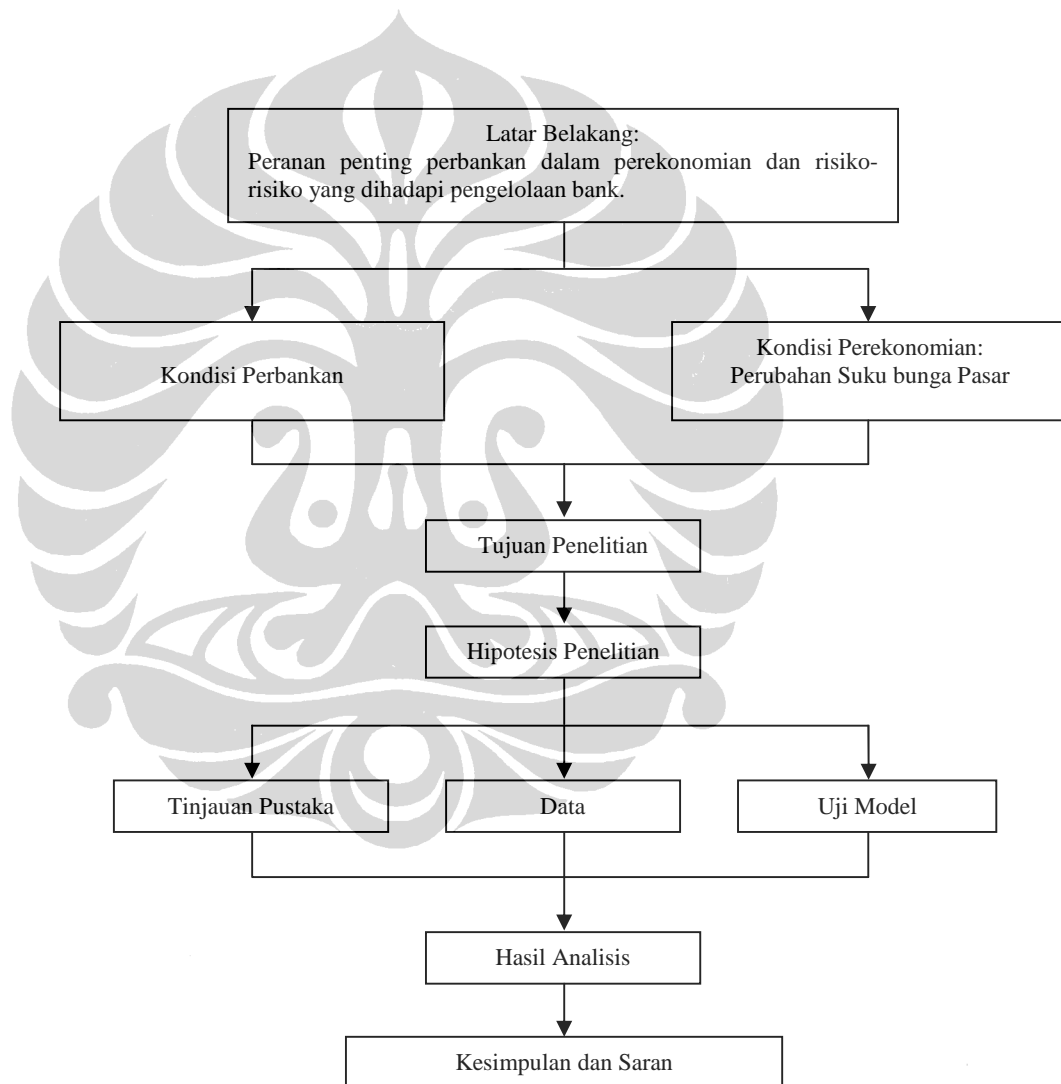 Latar Belakang:
Peranan penting perbankan dalam perekonomian dan risiko-
risiko yang dihadapi pengelolaan bank.
Kondisi Perbankan
Kondisi Perekonomian:
Perubahan Suku bunga Pasar
Tujuan Penelitian
Hipotesis Penelitian
Tinjauan Pustaka
Data
Uji Model
Hasil Analisis
Kesimpulan dan Saran